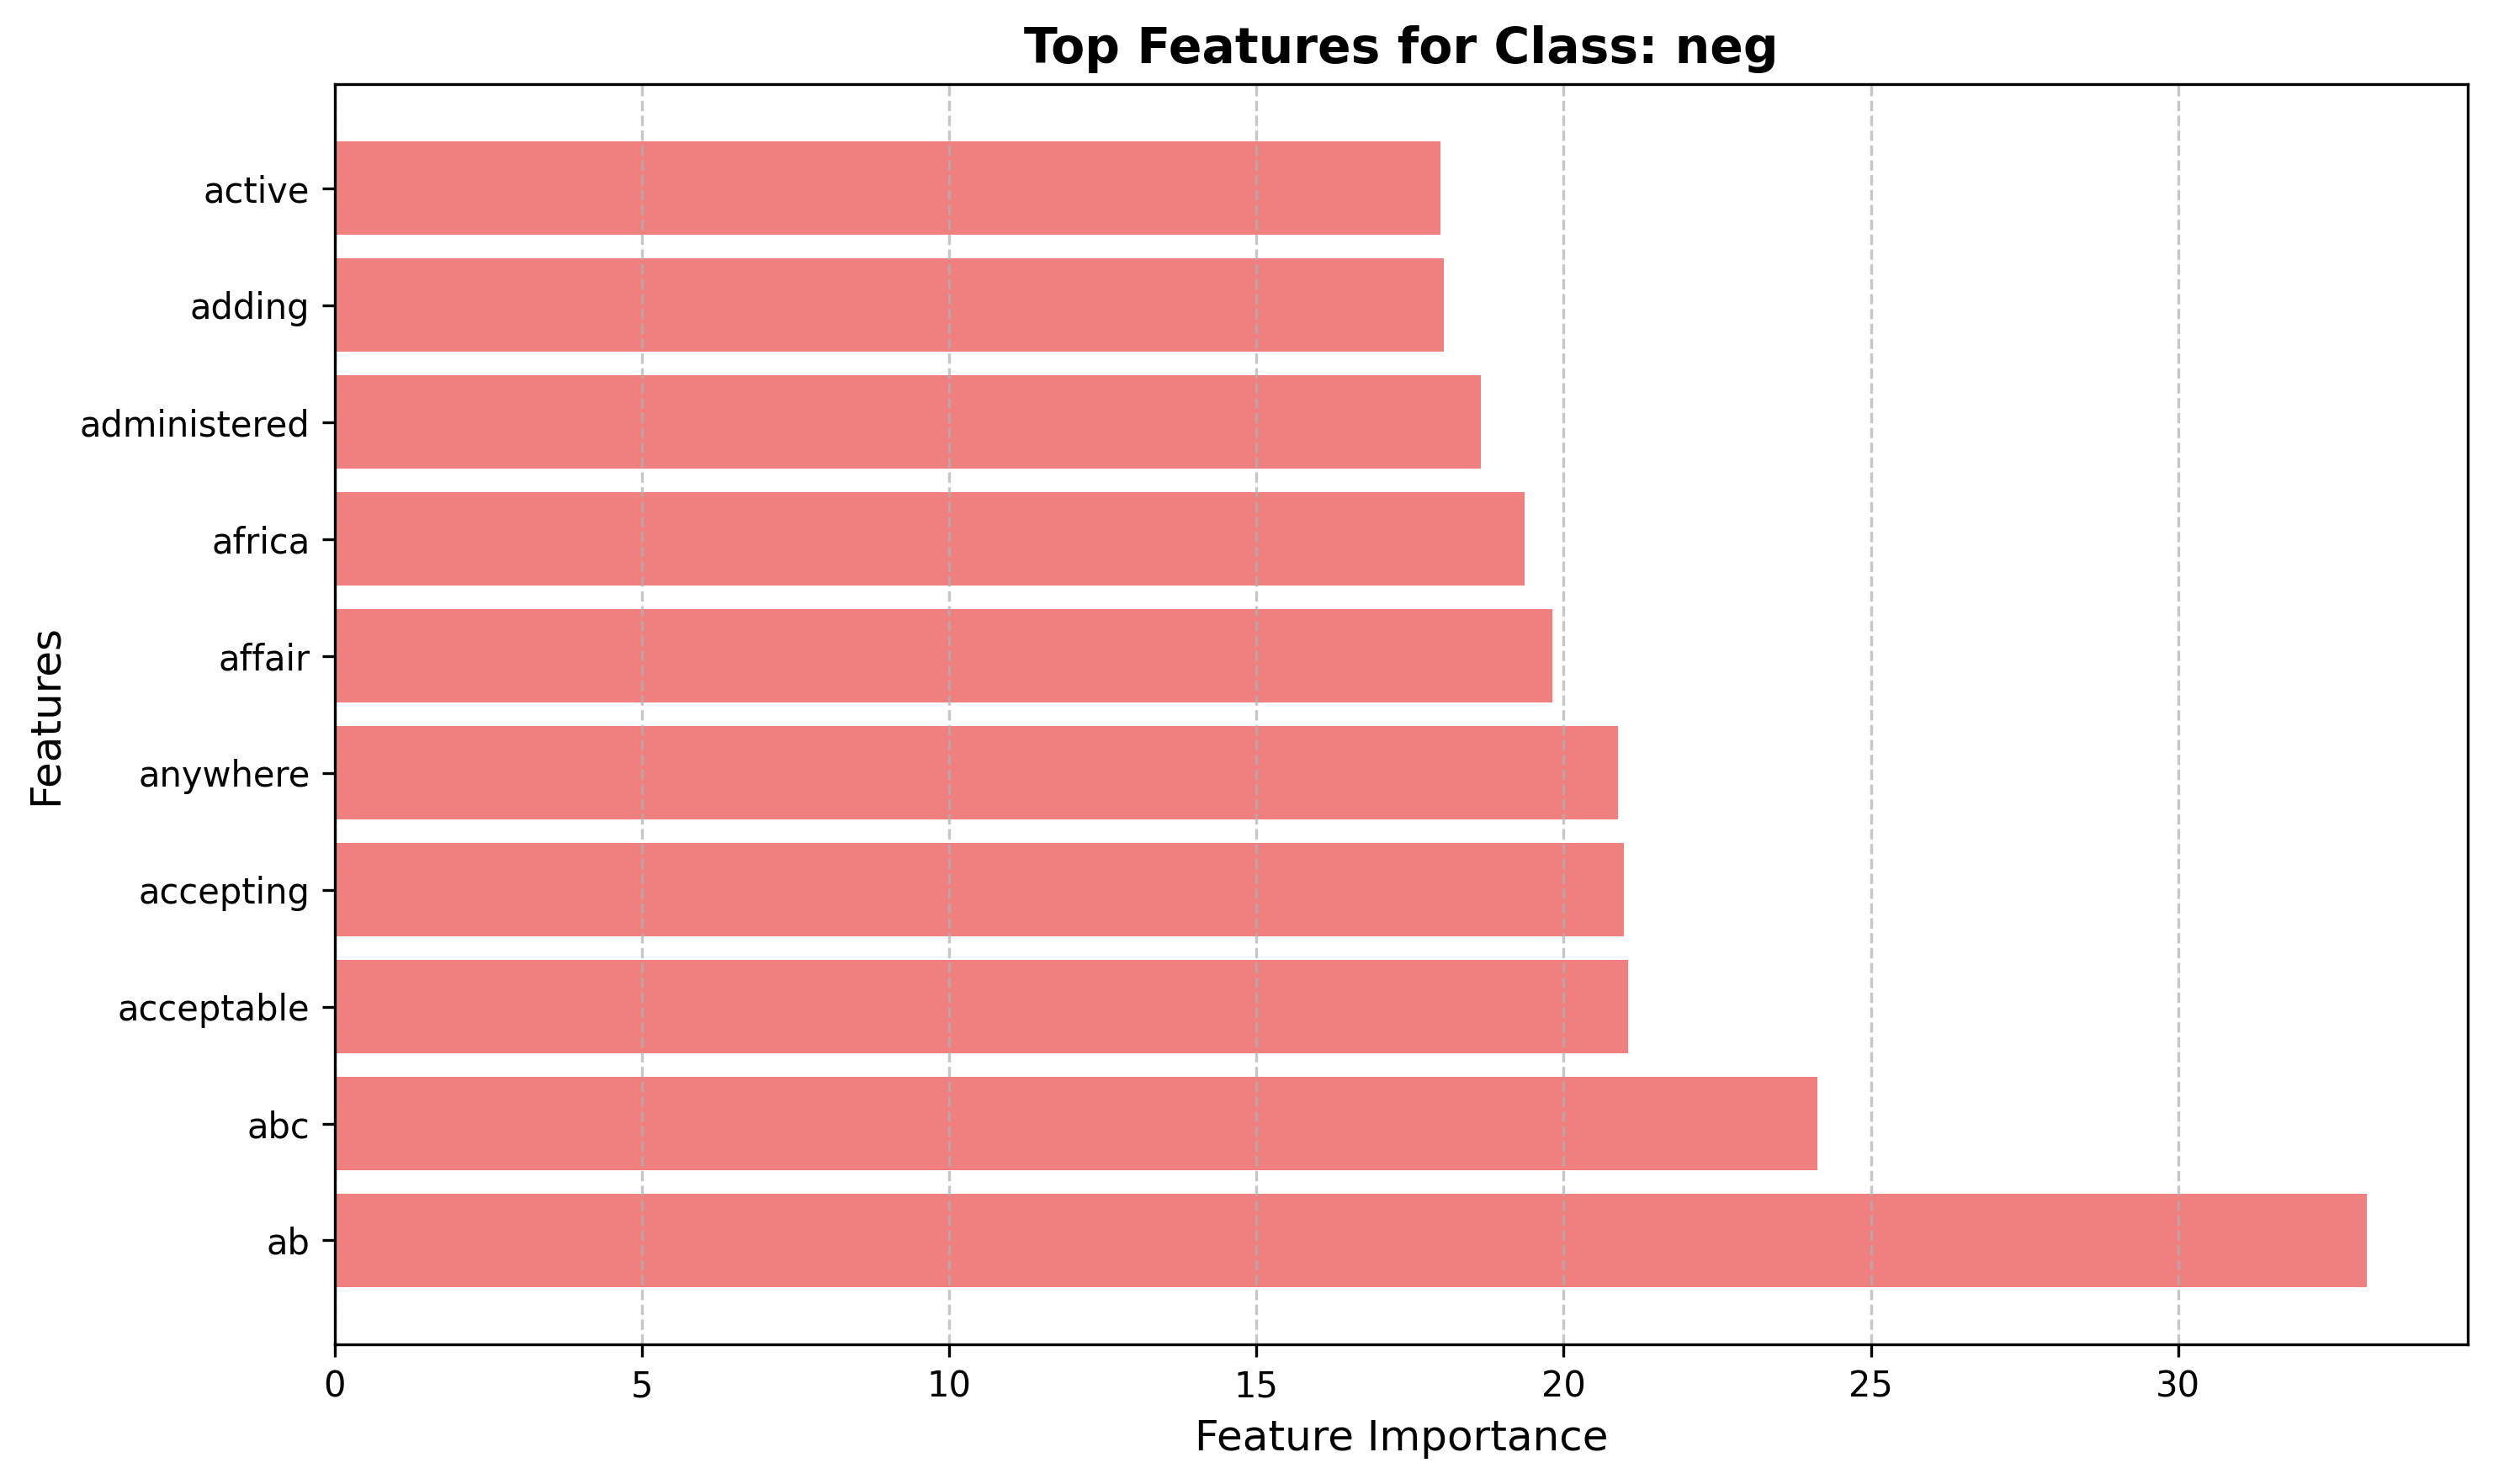 Top Features for Class: neg
Features
active
adding
administered
africa
affair
anywhere
accepting
acceptable
abc
ab
0 5 10 15 20 25 30
Feature Importance